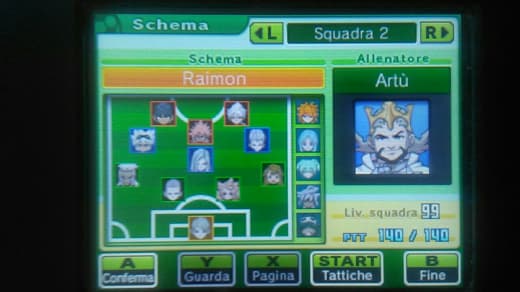 Schema
L Squadra 2 R
Schema
Raimon
Allenatore
Artù
Liv. squadra 99
PTT 140 / 140
A Conferma
Y Guarda
X Pagina
START Tattiche
B Fine